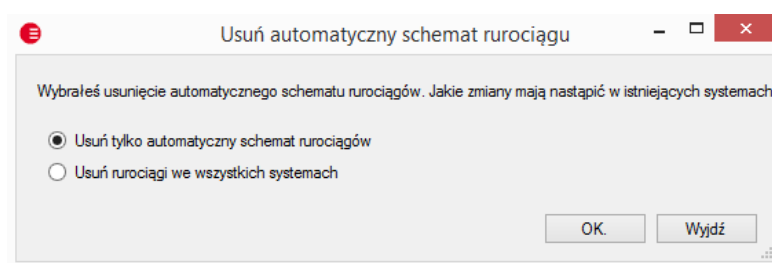 Usuń automatyczny schemat rurociągu
Wybrałeś usunięcie automatycznego schematu rurociągów. Jakie zmiany mają nastąpić w istniejących systemach
Usuń tylko automatyczny schemat rurociągów
Usuń rurociągi we wszystkich systemach
OK. Wyjdź